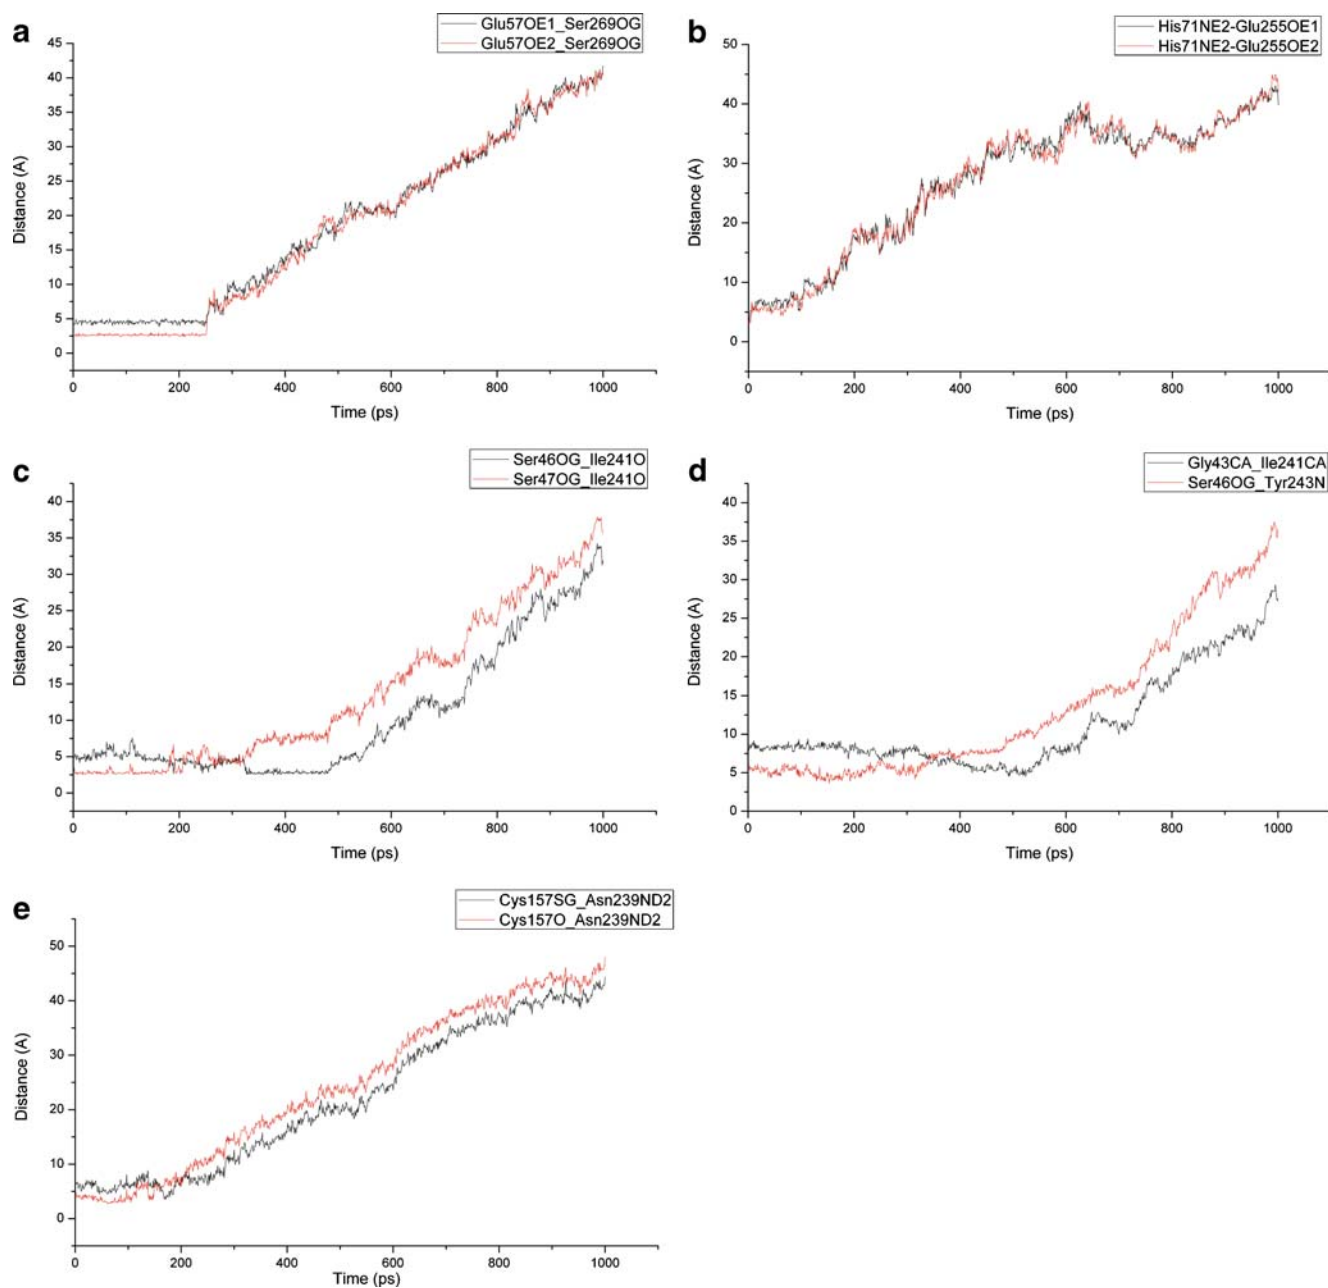 a
Glu57OE1_Ser269OG
Glu57OE2_Ser269OG
45
40
35
30
25
20
15
10
5
0
Distance (A)
0 200 400 600 800 1000
Time (ps)
b
His71NE2-Glu255OE1
His71NE2-Glu255OE2
50
40
30
20
10
0
Distance (A)
0 200 400 600 800 1000
Time (ps)
c
Ser46OG_Ile241O
Ser47OG_Ile241O
40
35
30
25
20
15
10
5
0
Distance (A)
0 200 400 600 800 1000
Time (ps)
d
Gly43CA_Ile241CA
Ser46OG_Tyr243N
40
35
30
25
20
15
10
5
0
Distance (A)
0 200 400 600 800 1000
Time (ps)
e
Cys157SG_Asn239ND2
Cys157O_Asn239ND2
50
40
30
20
10
0
Distance (A)
0 200 400 600 800 1000
Time (ps)